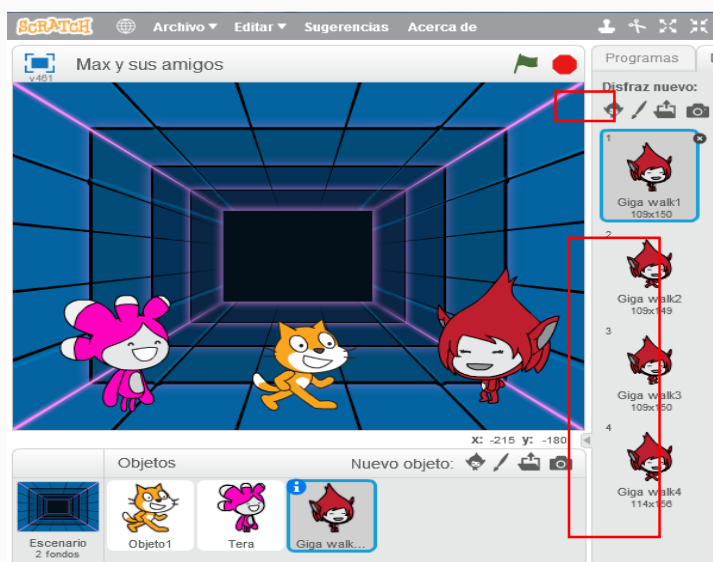 SCRATCH Archivo Editar Sugerencias Acerca de
v461 Max y sus amigos
Programas
Disfraz nuevo:
1
Giga walk1
109x150
2
Giga walk2
109x149
3
Giga walk3
109x150
4
Giga walk4
114x156
X: -215 y: -180
Objetos Nuevo objeto:
Escenario
2 fondos
Objeto1
Tera
Giga walk...